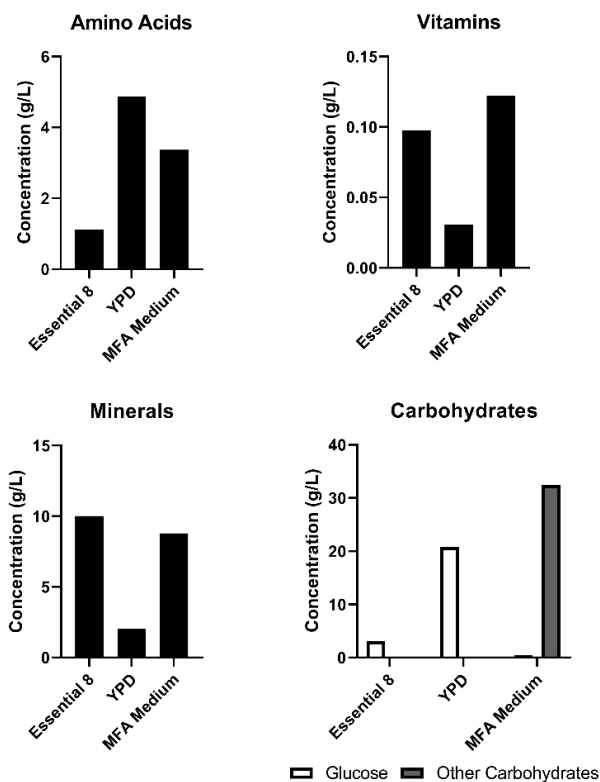 Amino Acids
Concentration (g/L)
6
4
2
0
Essential 8
YPD
MFA Medium
Vitamins
Concentration (g/L)
0.15
0.10
0.05
0.00
Essential 8
YPD
MFA Medium
Minerals
Concentration (g/L)
15
10
5
0
Essential 8
YPD
MFA Medium
Carbohydrates
Concentration (g/L)
40
30
20
10
0
Essential 8
YPD
MFA Medium
Glucose Other Carbohydrates